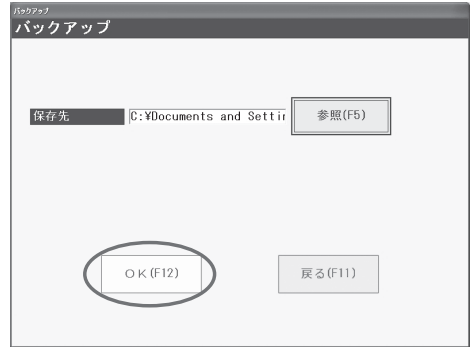 バックアップ
バックアップ
保存先 C:¥Documents and Settin 参照(F5)
OK(F12) 戻る(F11)